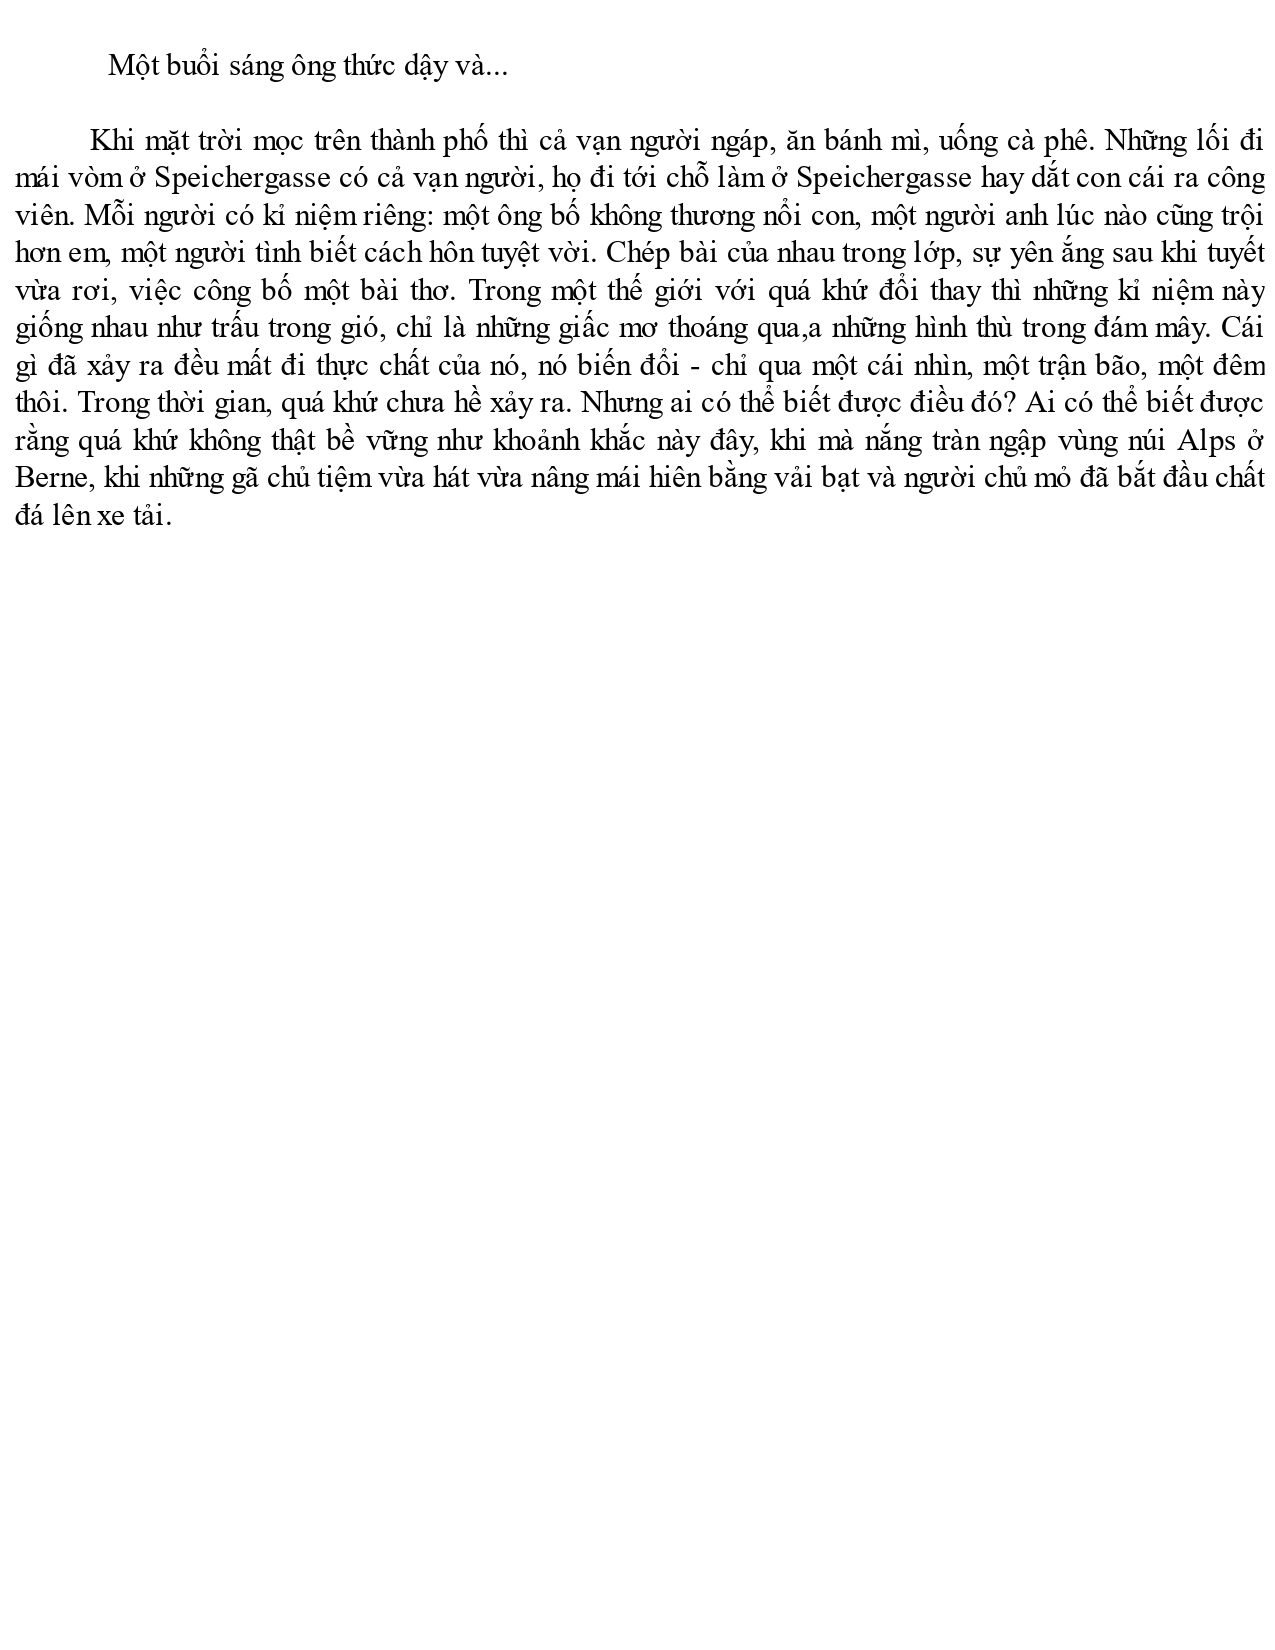 Một buổi sáng ông thức dậy và...
Khi mặt trời mọc trên thành phố thì cả vạn người ngáp, ăn bánh mì, uống cà phê. Những lối đi
mái vòm ở Speichergasse có cả vạn người, họ đi tới chỗ làm ở Speichergasse hay dắt con cái ra công
viên. Mỗi người có kỉ niệm riêng: một ông bố không thương nổi con, một người anh lúc nào cũng trội
hơn em, một người tình biết cách hôn tuyệt vời. Chép bài của nhau trong lớp, sự yên ắng sau khi tuyết
vừa rơi, việc công bố một bài thơ. Trong một thế giới với quá khứ đổi thay thì những kỉ niệm này
giống nhau như trấu trong gió, chỉ là những giấc mơ thoáng qua,a những hình thù trong đám mây. Cái
gì đã xảy ra đều mất đi thực chất của nó, nó biến đổi - chỉ qua một cái nhìn, một trận bão, một đêm
thôi. Trong thời gian, quá khứ chưa hề xảy ra. Nhưng ai có thể biết được điều đó? Ai có thể biết được
rằng quá khứ không thật bề vững như khoảnh khắc này đây, khi mà nắng tràn ngập vùng núi Alps ở
Berne, khi những gã chủ tiệm vừa hát vừa nâng mái hiên bằng vải bạt và người chủ mỏ đã bắt đầu chất
đá lên xe tải.